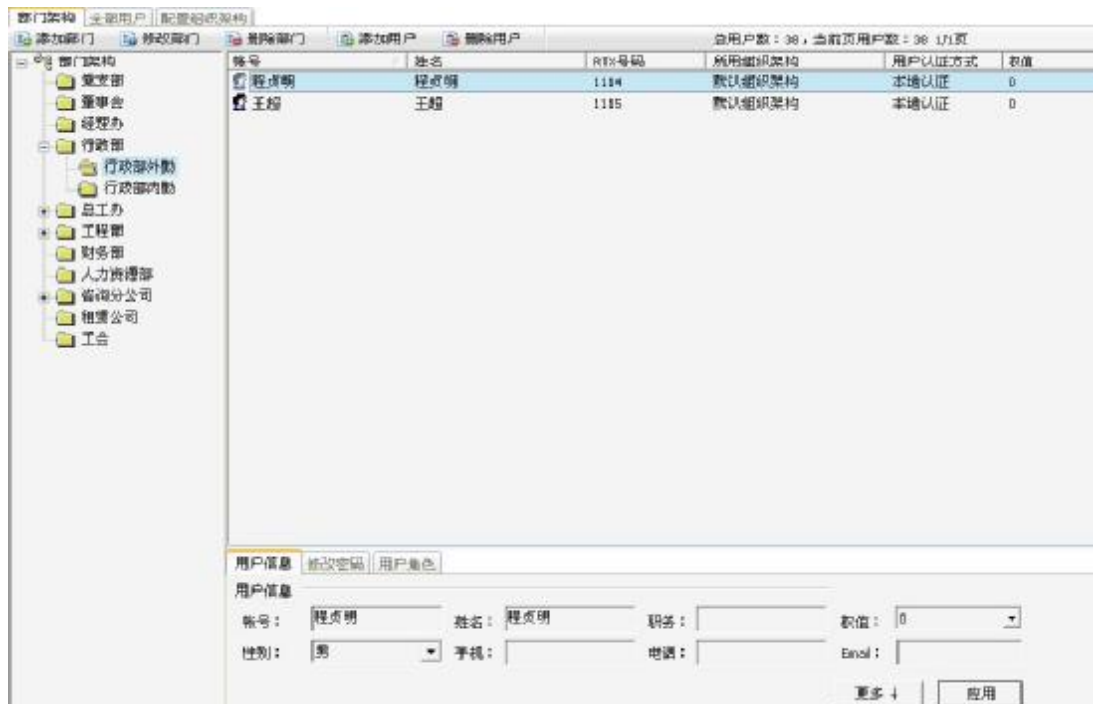 部门架构 全部用户 配置组织架构
添加部门 修改部门 删除部门 添加用户 删除用户 总用户数：38，当前页用户数：38 1/1页
部门架构
党支部
董事会
经理办
行政部
行政部外勤
行政部内勤
总工办
工程部
财务部
人力资源部
咨询分公司
租赁公司
工会
帐号 姓名 RTX号码 所用组织架构 用户认证方式 权值
程贞明 程贞明 1184 默认组织架构 本地认证 0
王超 王超 1185 默认组织架构 本地认证 0
用户信息 修改密码 用户角色
用户信息
帐号： 程贞明 姓名： 程贞明 职务： 权值： 0
性别： 男 手机： 电话： Email：
更多↓ 应用